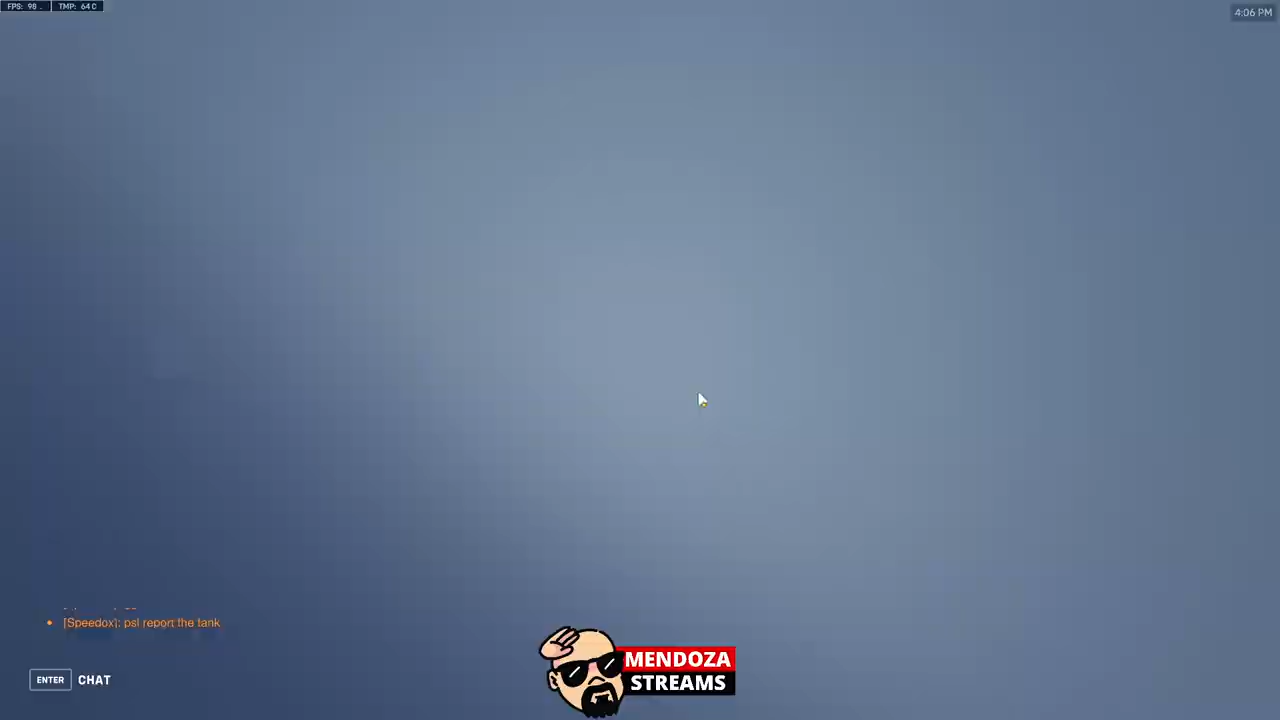 FPS: 98 .
TMP: 64 C
4:06 PM
[Speedox]: psl report the tank
ENTER CHAT
MENDOZA
STREAMS